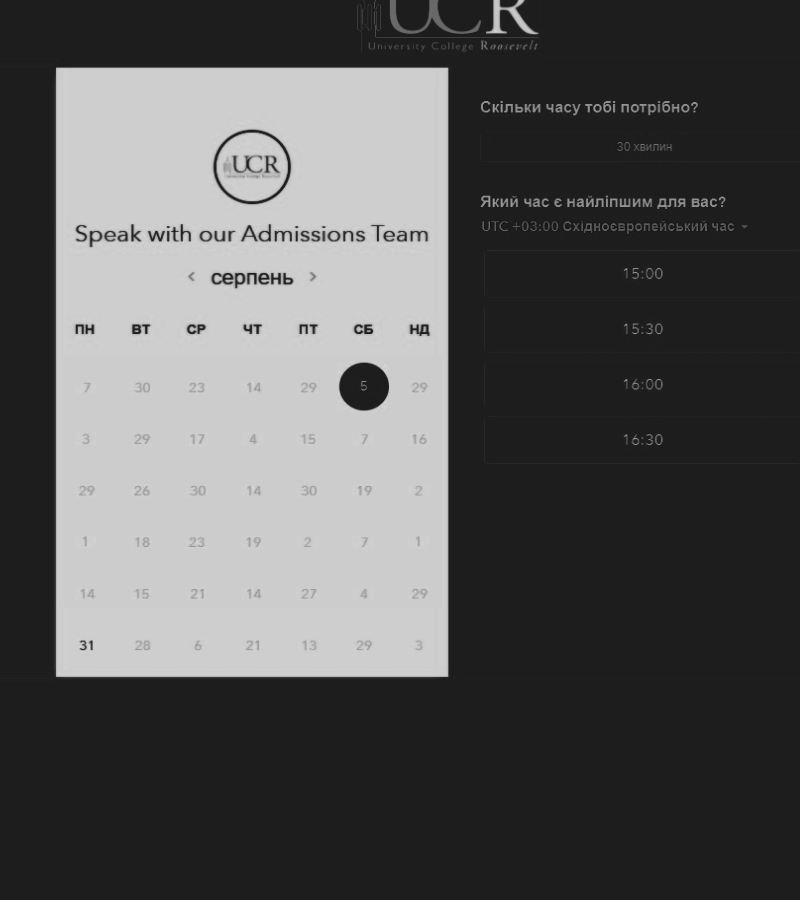 UCR
University College Roosevelt
UCR
Speak with our Admissions Team
< серпень >
ПН ВТ СР ЧТ ПТ СБ НД
7 30 23 14 29 5 29
3 29 17 4 15 7 16
29 26 30 14 30 19 2
1 18 23 19 2 7 1
14 15 21 14 27 4 29
31 28 6 21 13 29 3
Скільки часу тобі потрібно?
30 хвилин
Який час є найліпшим для вас?
UTC +03:00 Східноєвропейський час
15:00
15:30
16:00
16:30